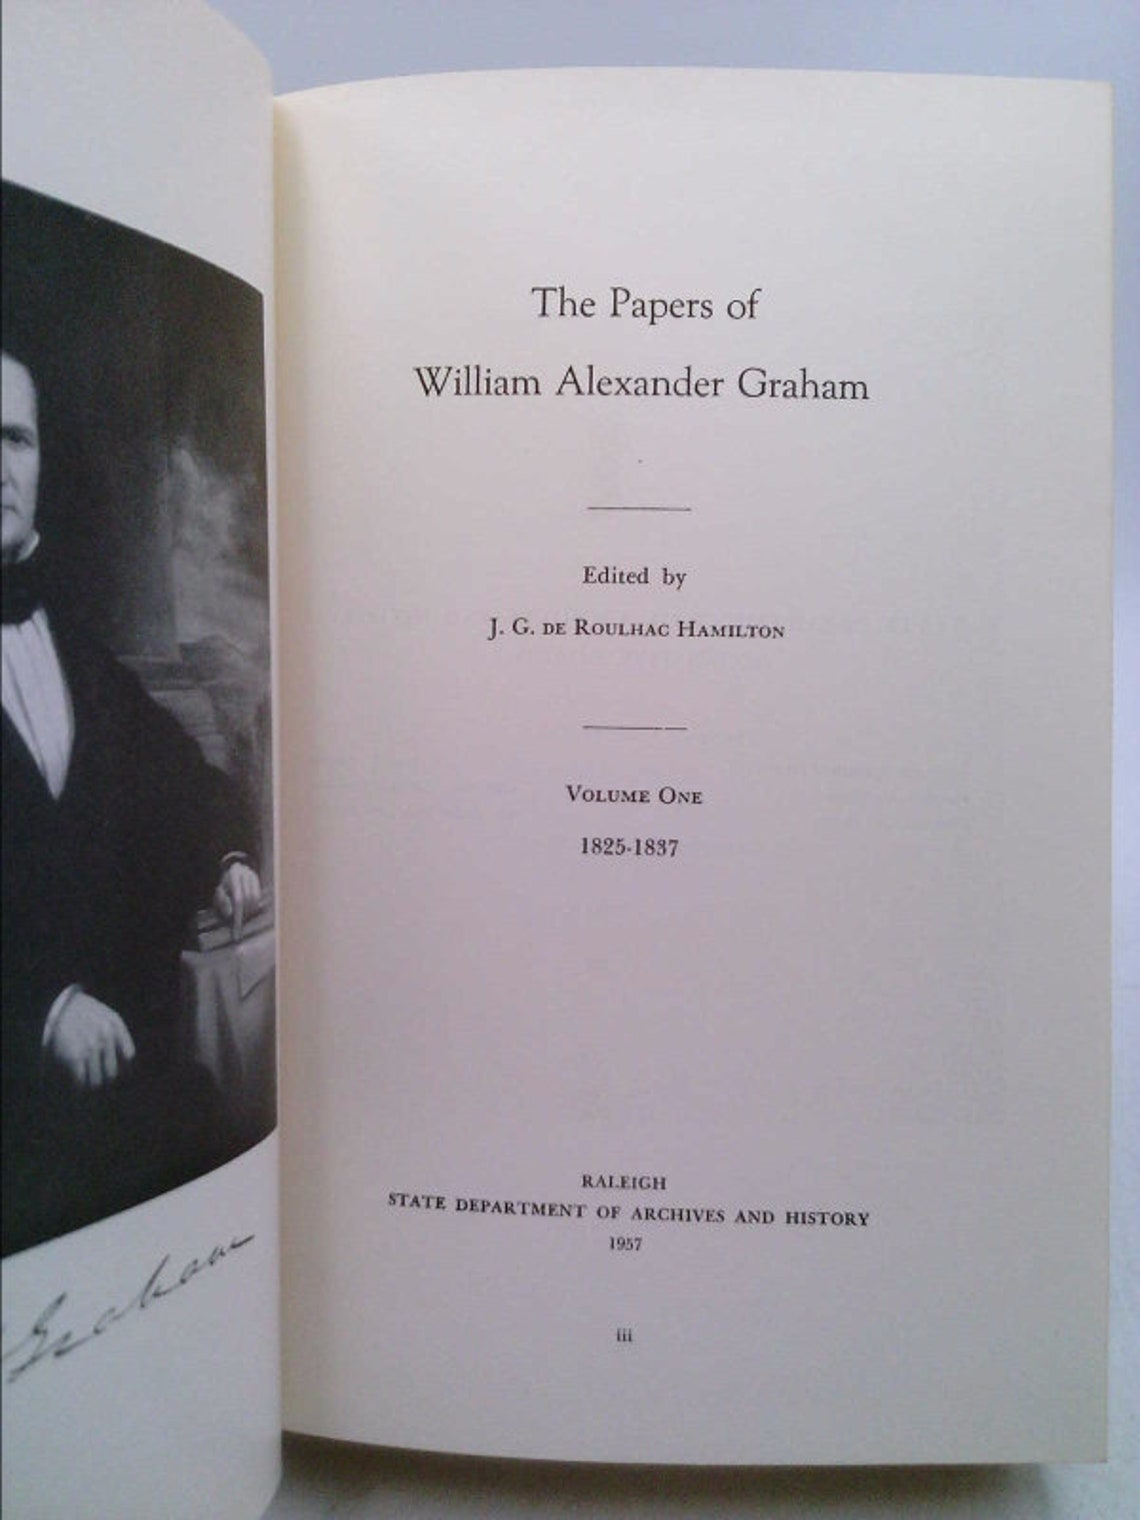 The Papers of
William Alexander Graham
Edited by
J. G. DE ROULHAC HAMILTON
VOLUME ONE
1825-1837
RALEIGH
STATE DEPARTMENT OF ARCHIVES AND HISTORY
1957
iii
Graham